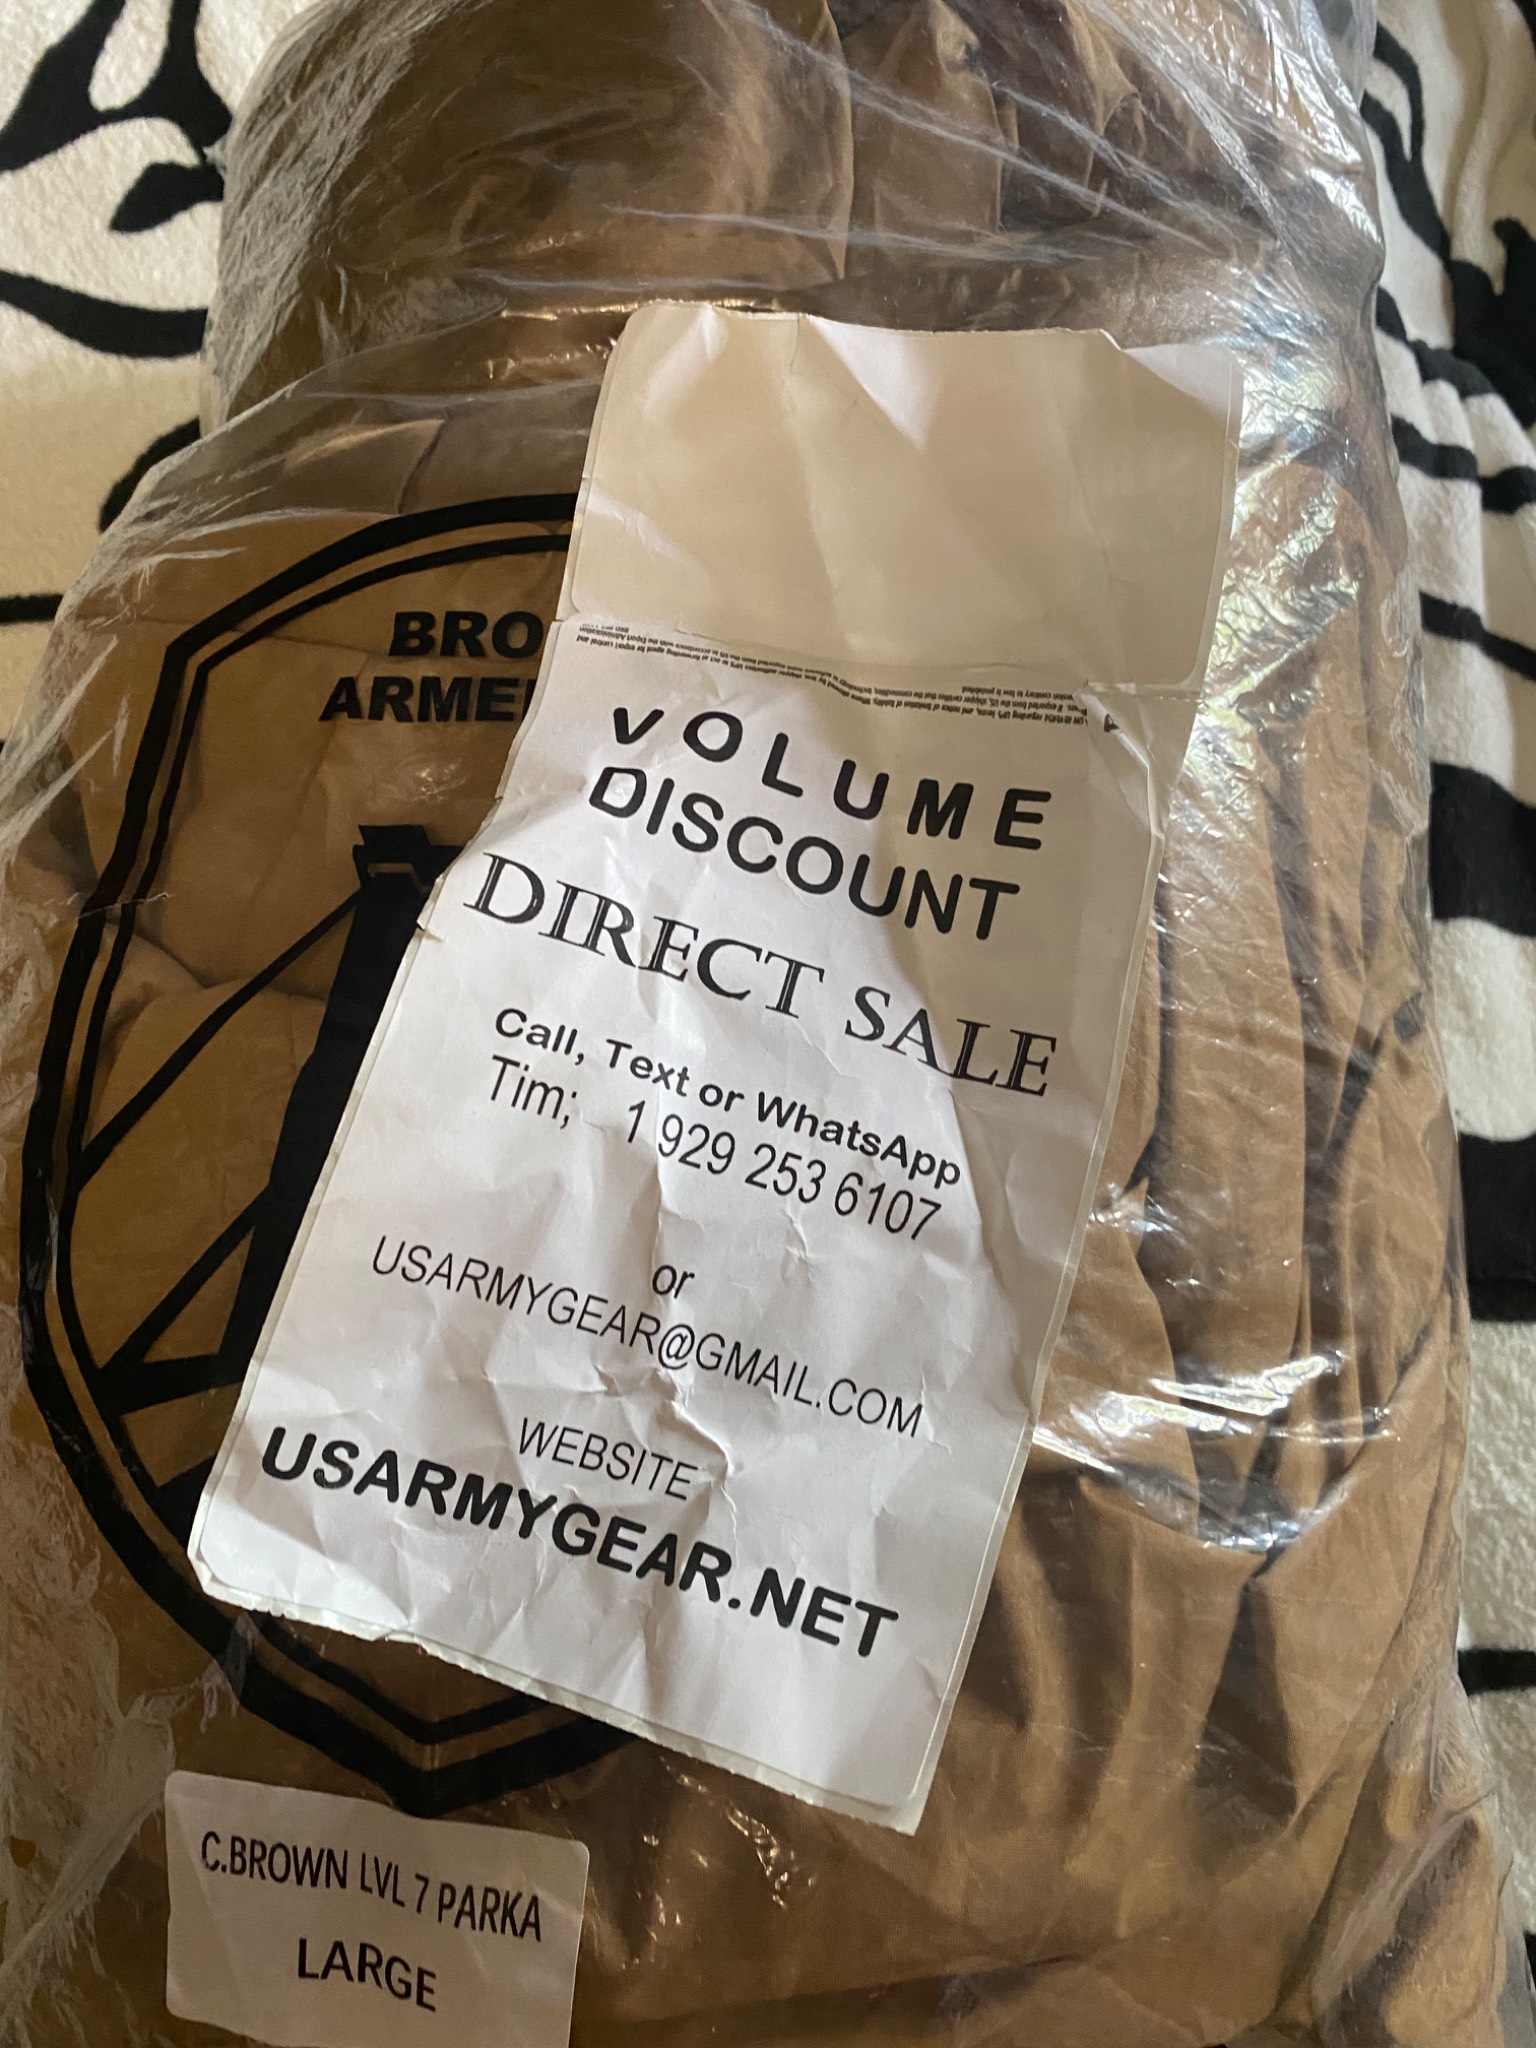 BRO
ARME
VOLUME
DISCOUNT
DIRECT SALE
Call, Text or WhatsApp
Tim; 1 929 253 6107
or
USARMYGEAR@GMAIL.COM
WEBSITE
USARMYGEAR.NET
C.BROWN LVL 7 PARKA
LARGE